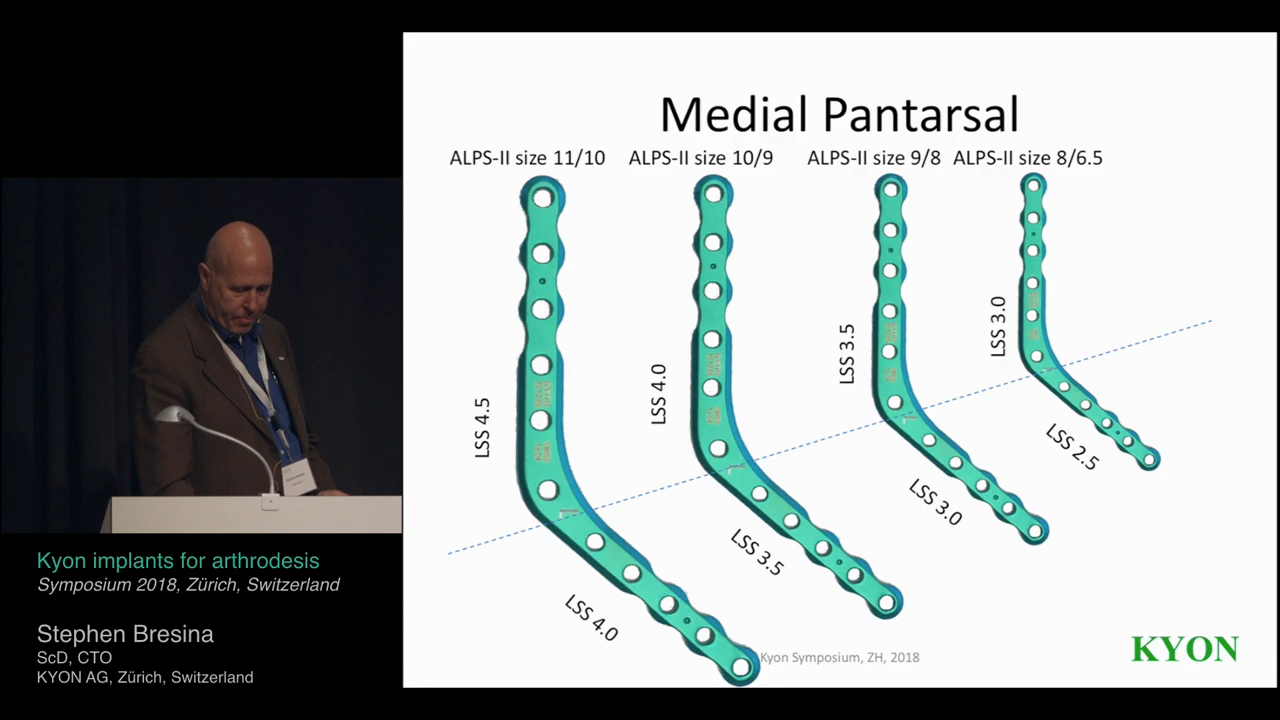 Medial Pantarsal
ALPS-II size 11/10
ALPS-II size 10/9
ALPS-II size 9/8
ALPS-II size 8/6.5
LSS 4.5
LSS 4.0
LSS 3.5
LSS 3.0
LSS 4.0
LSS 3.5
LSS 3.0
LSS 2.5
Kyon Symposium, ZH, 2018
KYON
Kyon implants for arthrodesis
Symposium 2018, Zürich, Switzerland
Stephen Bresina
ScD, CTO
KYON AG, Zürich, Switzerland